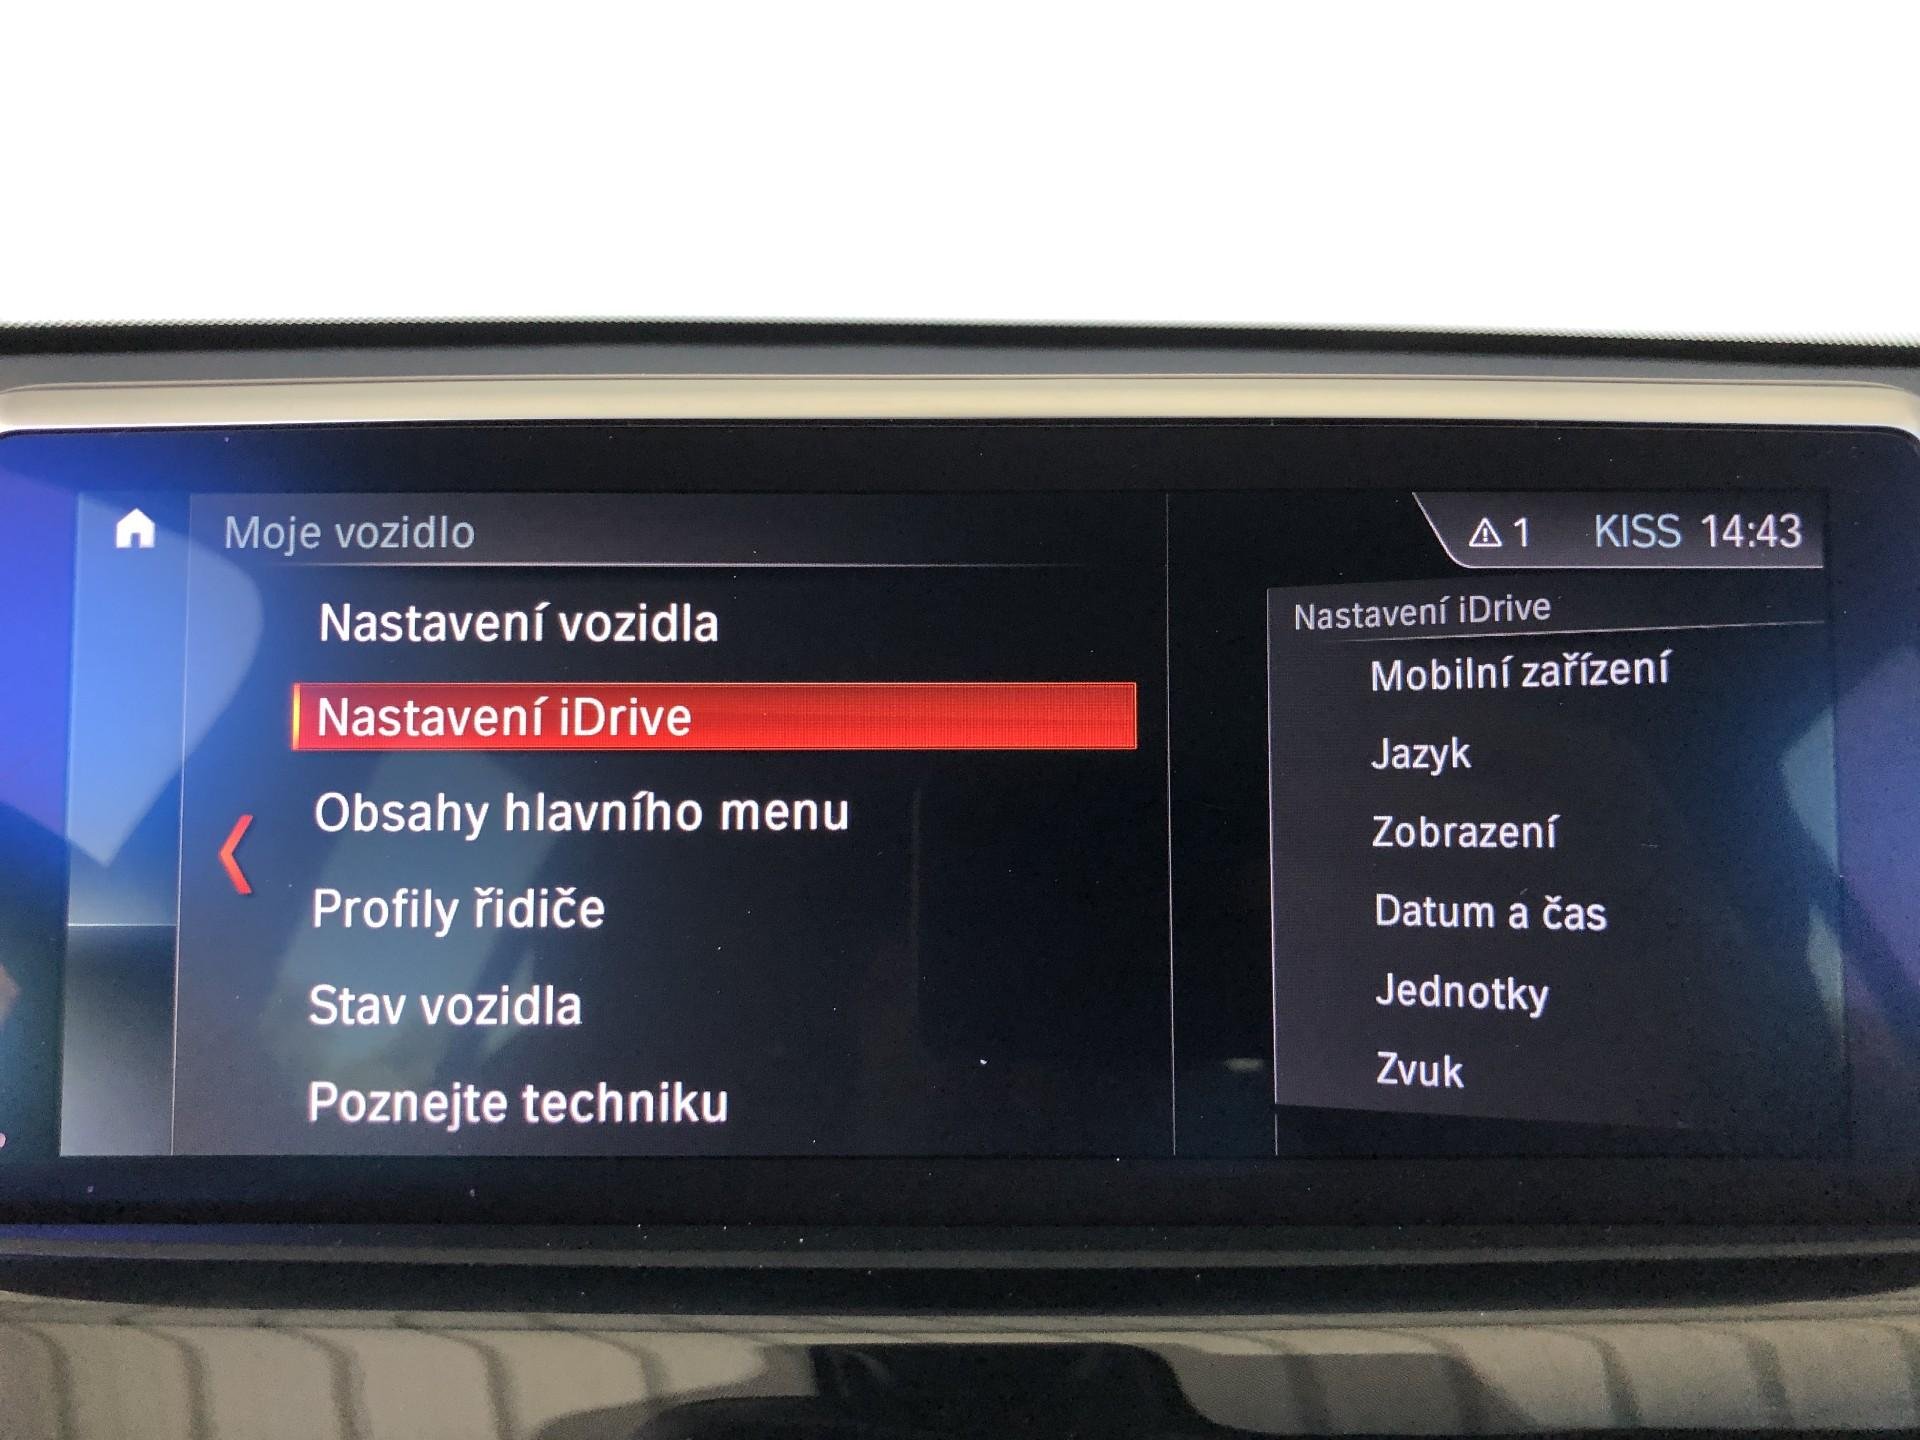 Moje vozidlo
1 KISS 14:43
Nastavení vozidla
Nastavení iDrive
Obsahy hlavního menu
Profily řidiče
Stav vozidla
Poznejte techniku
Nastavení iDrive
Mobilní zařízení
Jazyk
Zobrazení
Datum a čas
Jednotky
Zvuk